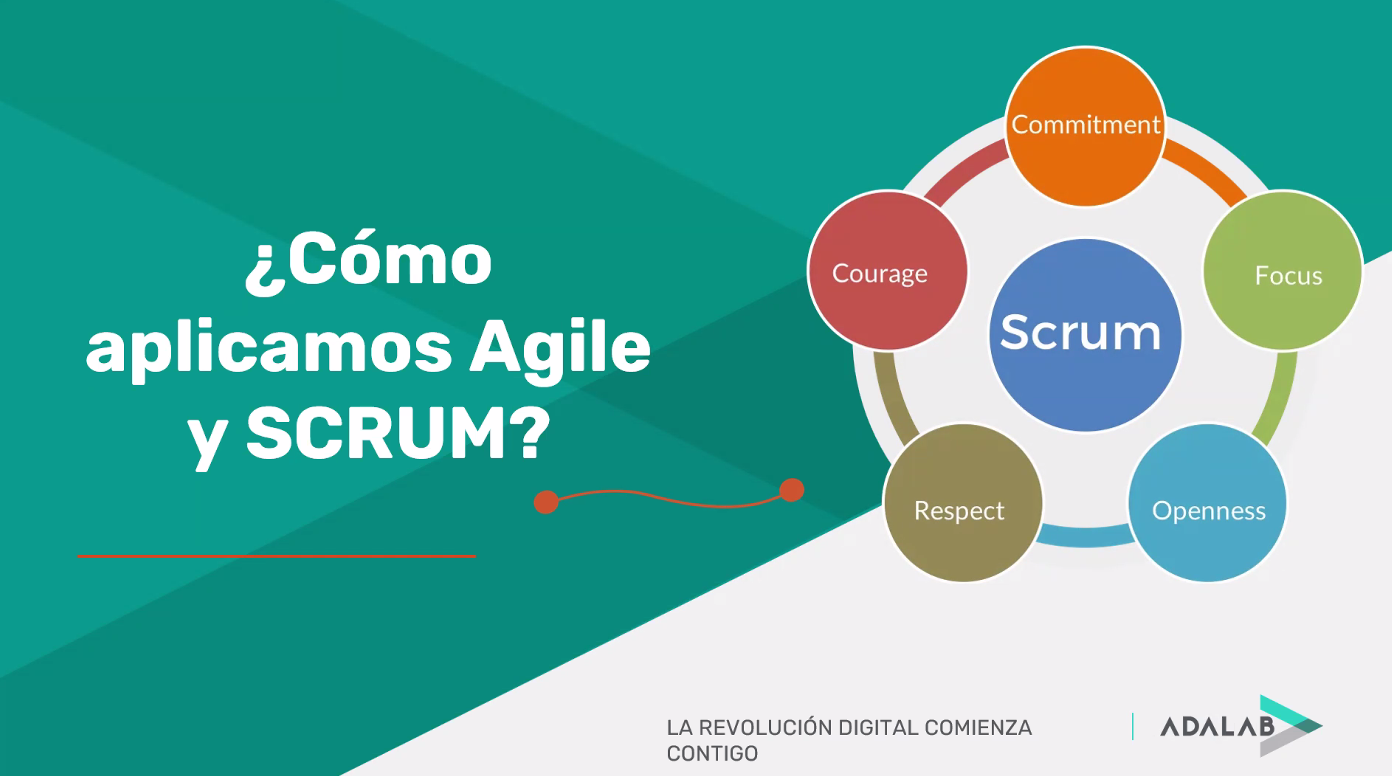 ¿Cómo
aplicamos Agile
y SCRUM?
Commitment
Courage
Focus
Scrum
Respect
Openness
LA REVOLUCIÓN DIGITAL COMIENZA
CONTIGO
ADALAB